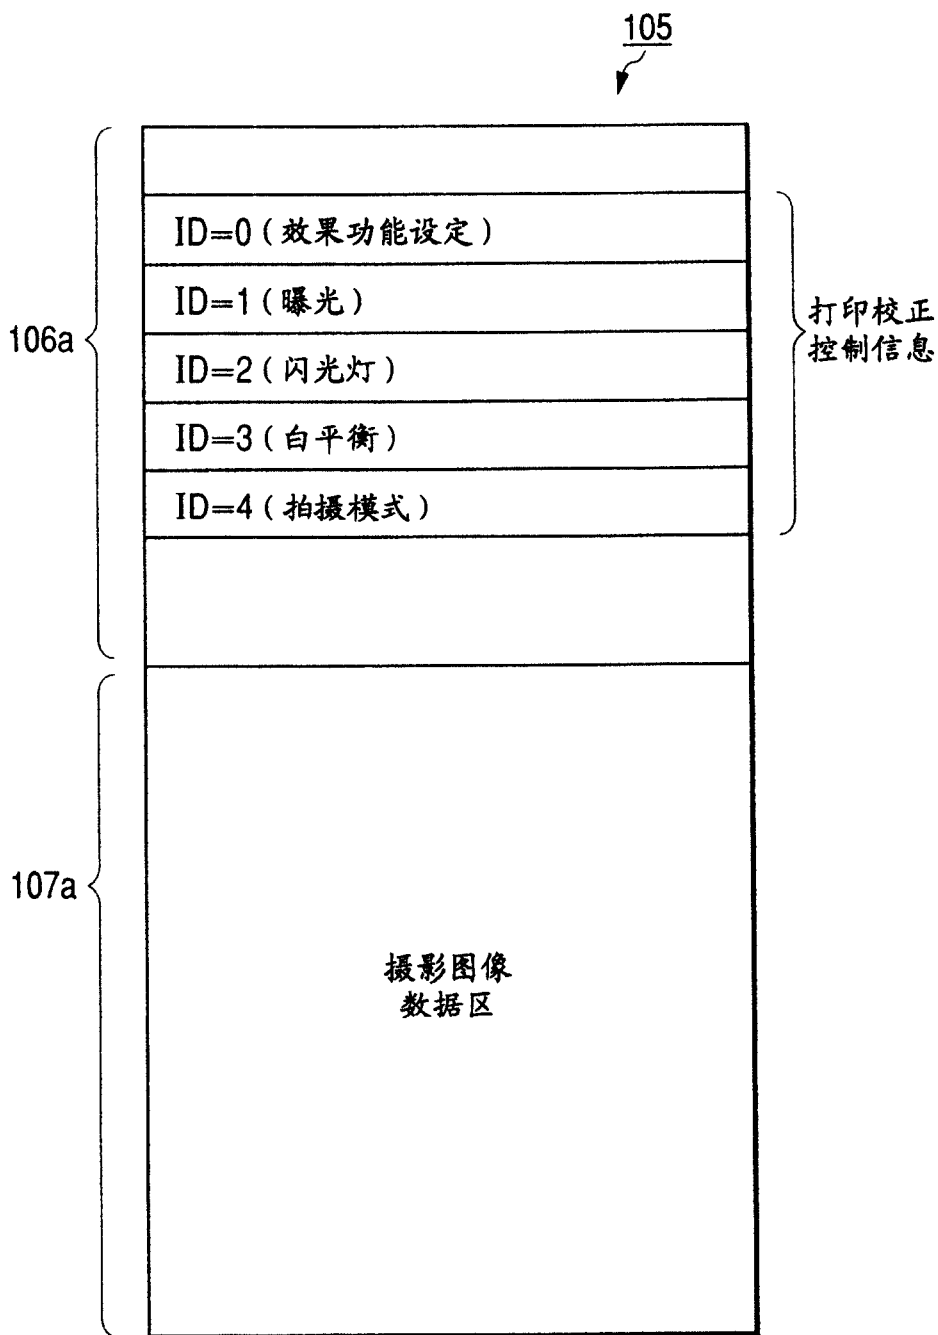 105
106a
ID=0(效果功能设定)
ID=1(曝光)
ID=2(闪光灯)
ID=3(白平衡)
ID=4(拍摄模式)
打印校正
控制信息
107a
摄影图像
数据区